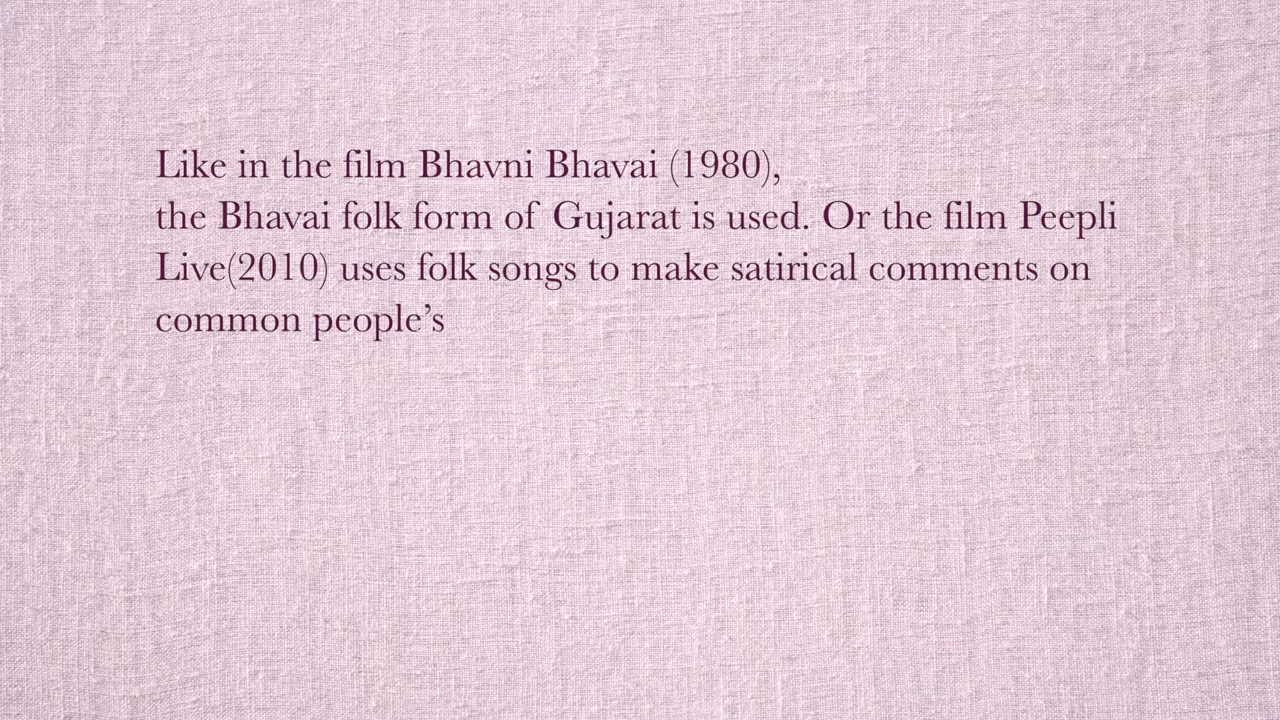 Like in the film Bhavni Bhavai (1980),
the Bhavai folk form of Gujarat is used. Or the film Peepli
Live(2010) uses folk songs to make satirical comments on
common people’s